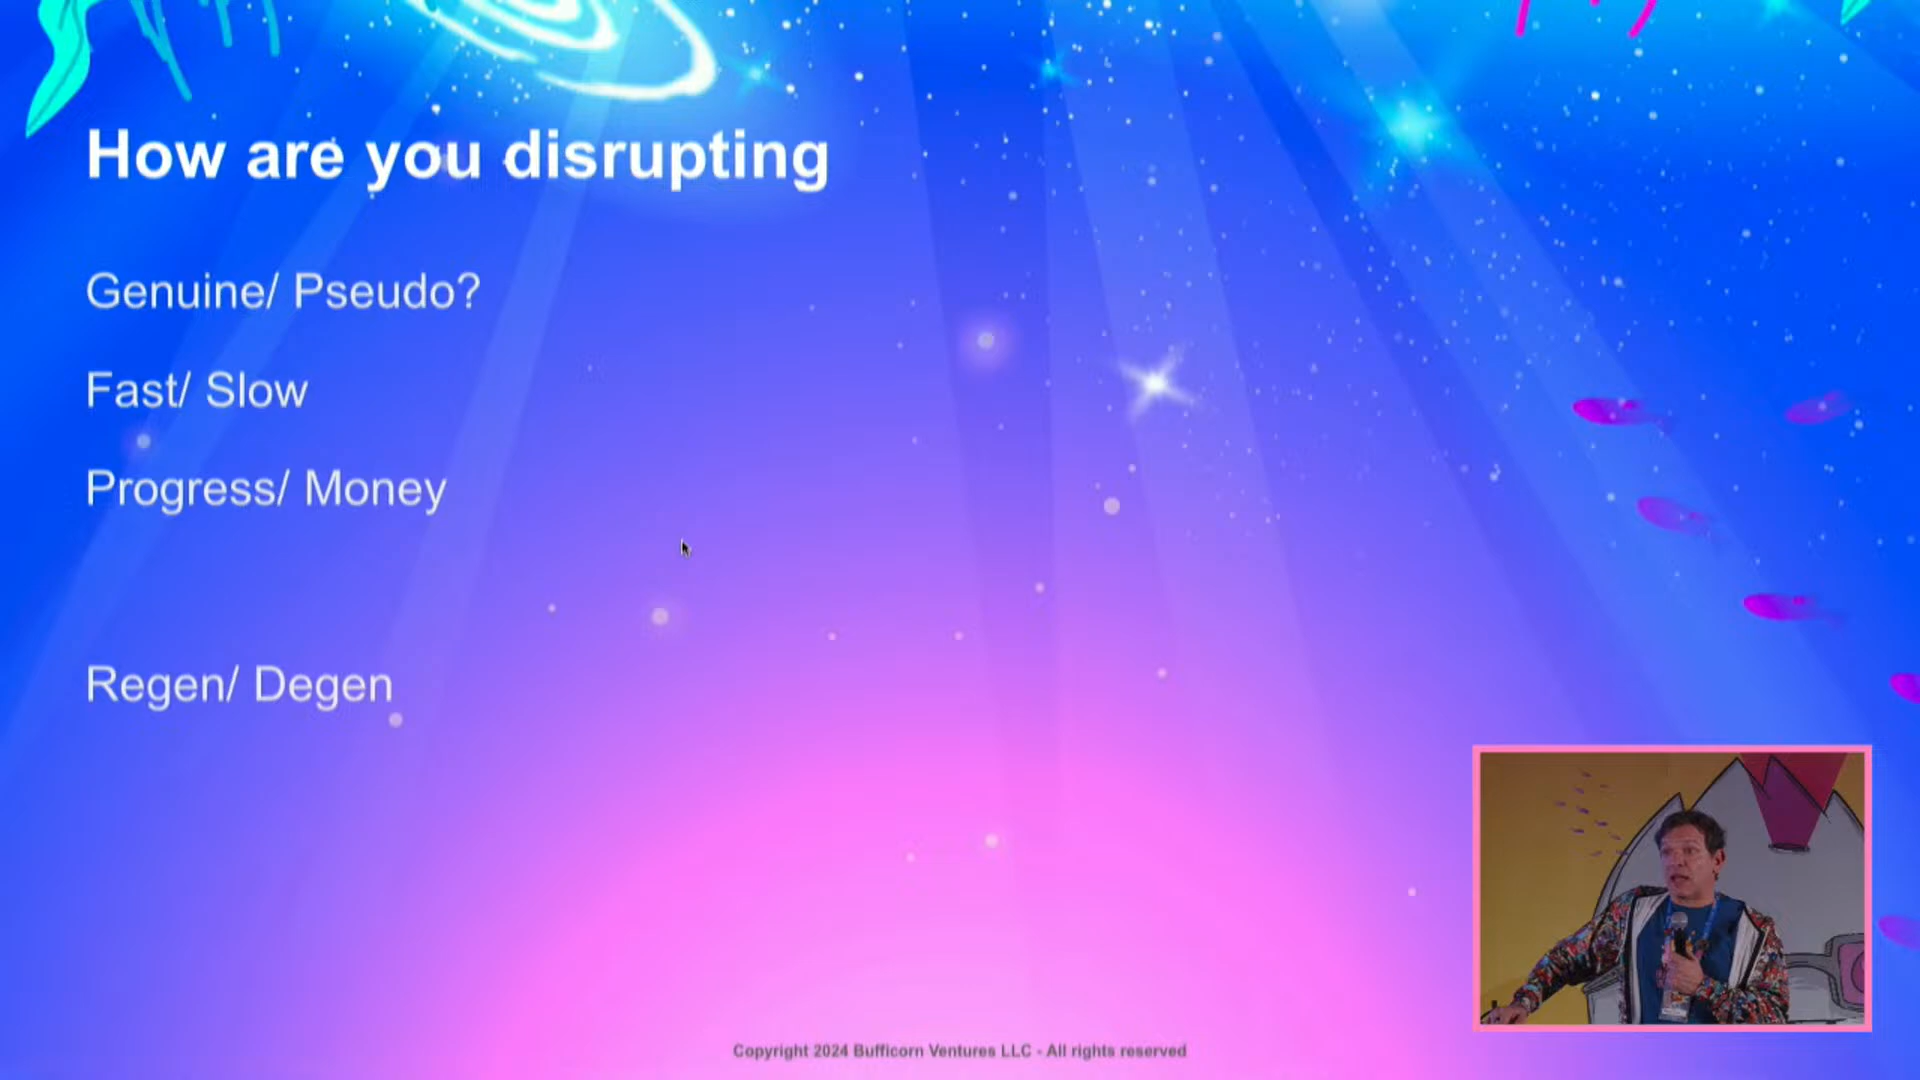 How are you disrupting
Genuine/ Pseudo?
Fast/ Slow
Progress/ Money
Regen/ Degen
Copyright 2024 Bufficorn Ventures LLC - All rights reserved